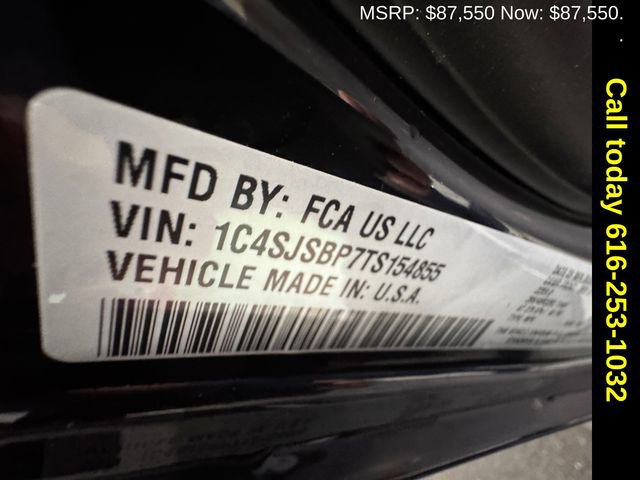 MSRP: $87,550 Now: $87,550.
.
MFD BY: FCA US LLC
VIN: 1C4SJSBP7TS154855
VEHICLE MADE IN: U.S.A.
Call today 616-253-1032